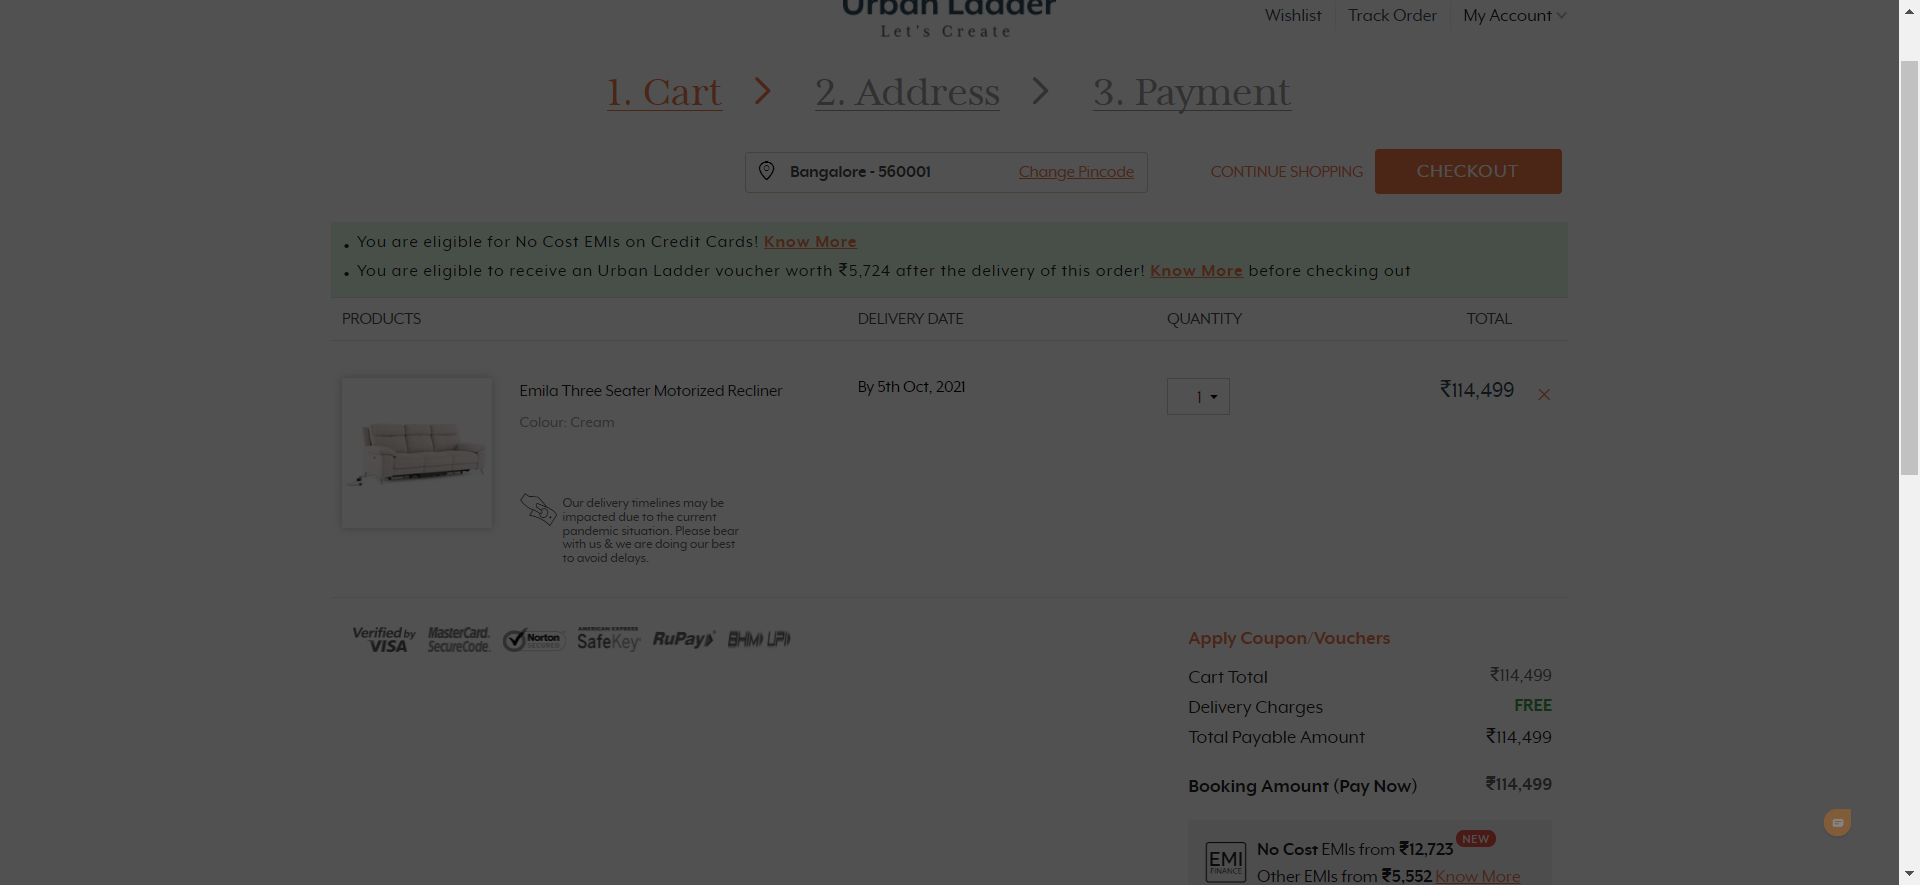 Urban Ladder
Let's Create
Wishlist Track Order My Account
1. Cart 2. Address 3. Payment
Bangalore - 560001 Change Pincode CONTINUE SHOPPING CHECKOUT
• You are eligible for No Cost EMIs on Credit Cards! Know More
• You are eligible to receive an Urban Ladder voucher worth ₹5,724 after the delivery of this order! Know More before checking out
PRODUCTS DELIVERY DATE QUANTITY TOTAL
Emila Three Seater Motorized Recliner By 5th Oct, 2021 1 ₹114,499
Colour: Cream
Our delivery timelines may be
impacted due to the current
pandemic situation. Please bear
with us & we are doing our best
to avoid delays.
Verified by VISA
MasterCard. SecureCode.
Norton SECURED
AMERICAN EXPRESS SafeKey
RuPay
BHIM UPI
Apply Coupon/Vouchers
Cart Total ₹114,499
Delivery Charges FREE
Total Payable Amount ₹114,499
Booking Amount (Pay Now) ₹114,499
EMI FINANCE
No Cost EMIs from ₹12,723 NEW
Other EMIs from ₹5,552 Know More